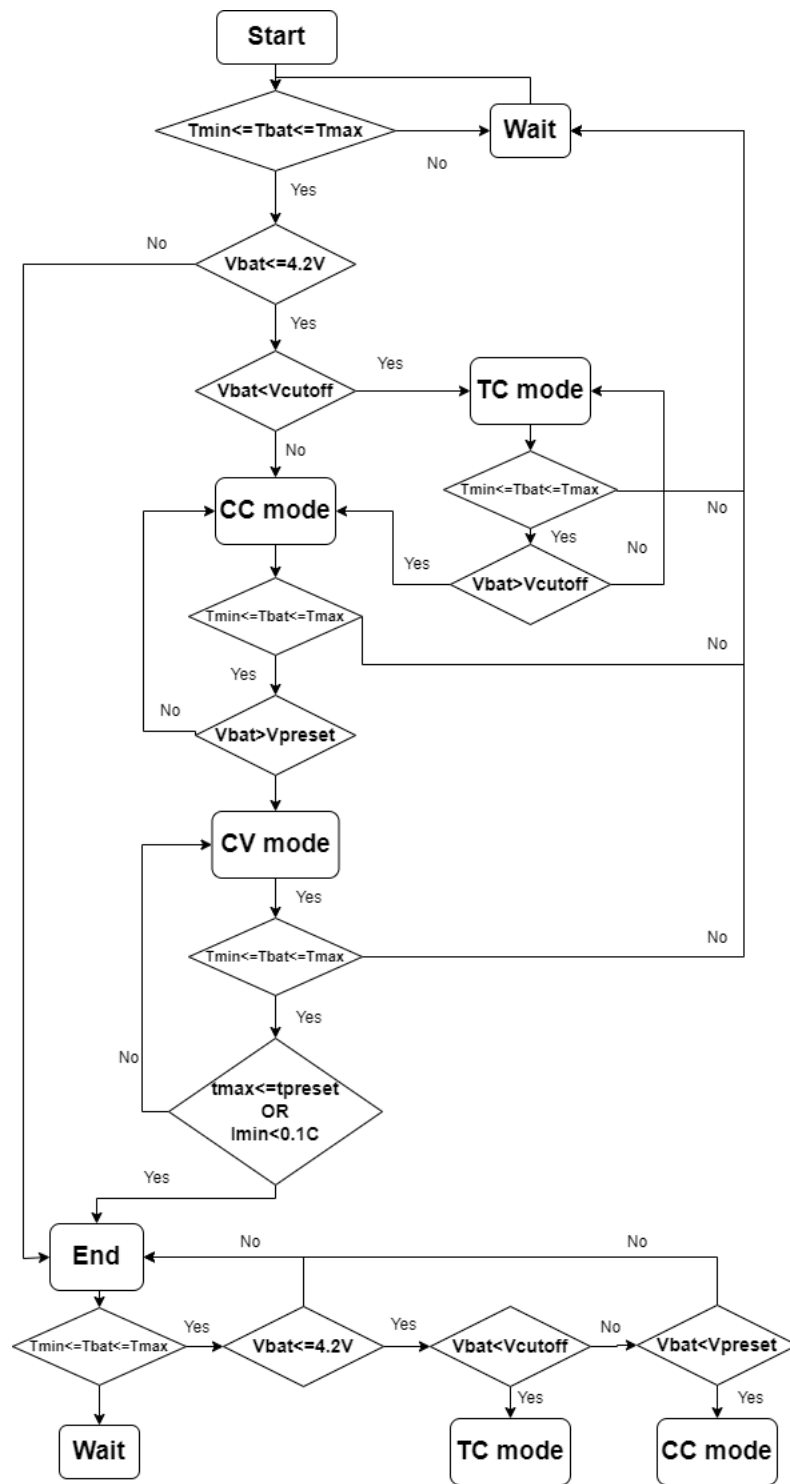 Start
Tmin<=Tbat<=Tmax
Wait
No
Yes
No
Vbat<=4.2V
Yes
Vbat<Vcutoff
Yes
TC mode
No
CC mode
Tmin<=Tbat<=Tmax
No
Yes
No
Yes
Vbat>Vcutoff
Tmin<=Tbat<=Tmax
No
Yes
No
Vbat>Vpreset
CV mode
Yes
Tmin<=Tbat<=Tmax
No
Yes
No
tmax<=tpreset
OR
Imin<0.1C
Yes
End
No
No
Tmin<=Tbat<=Tmax
Yes
Vbat<=4.2V
Yes
Vbat<Vcutoff
No
Vbat<Vpreset
Yes
Yes
Wait
TC mode
CC mode